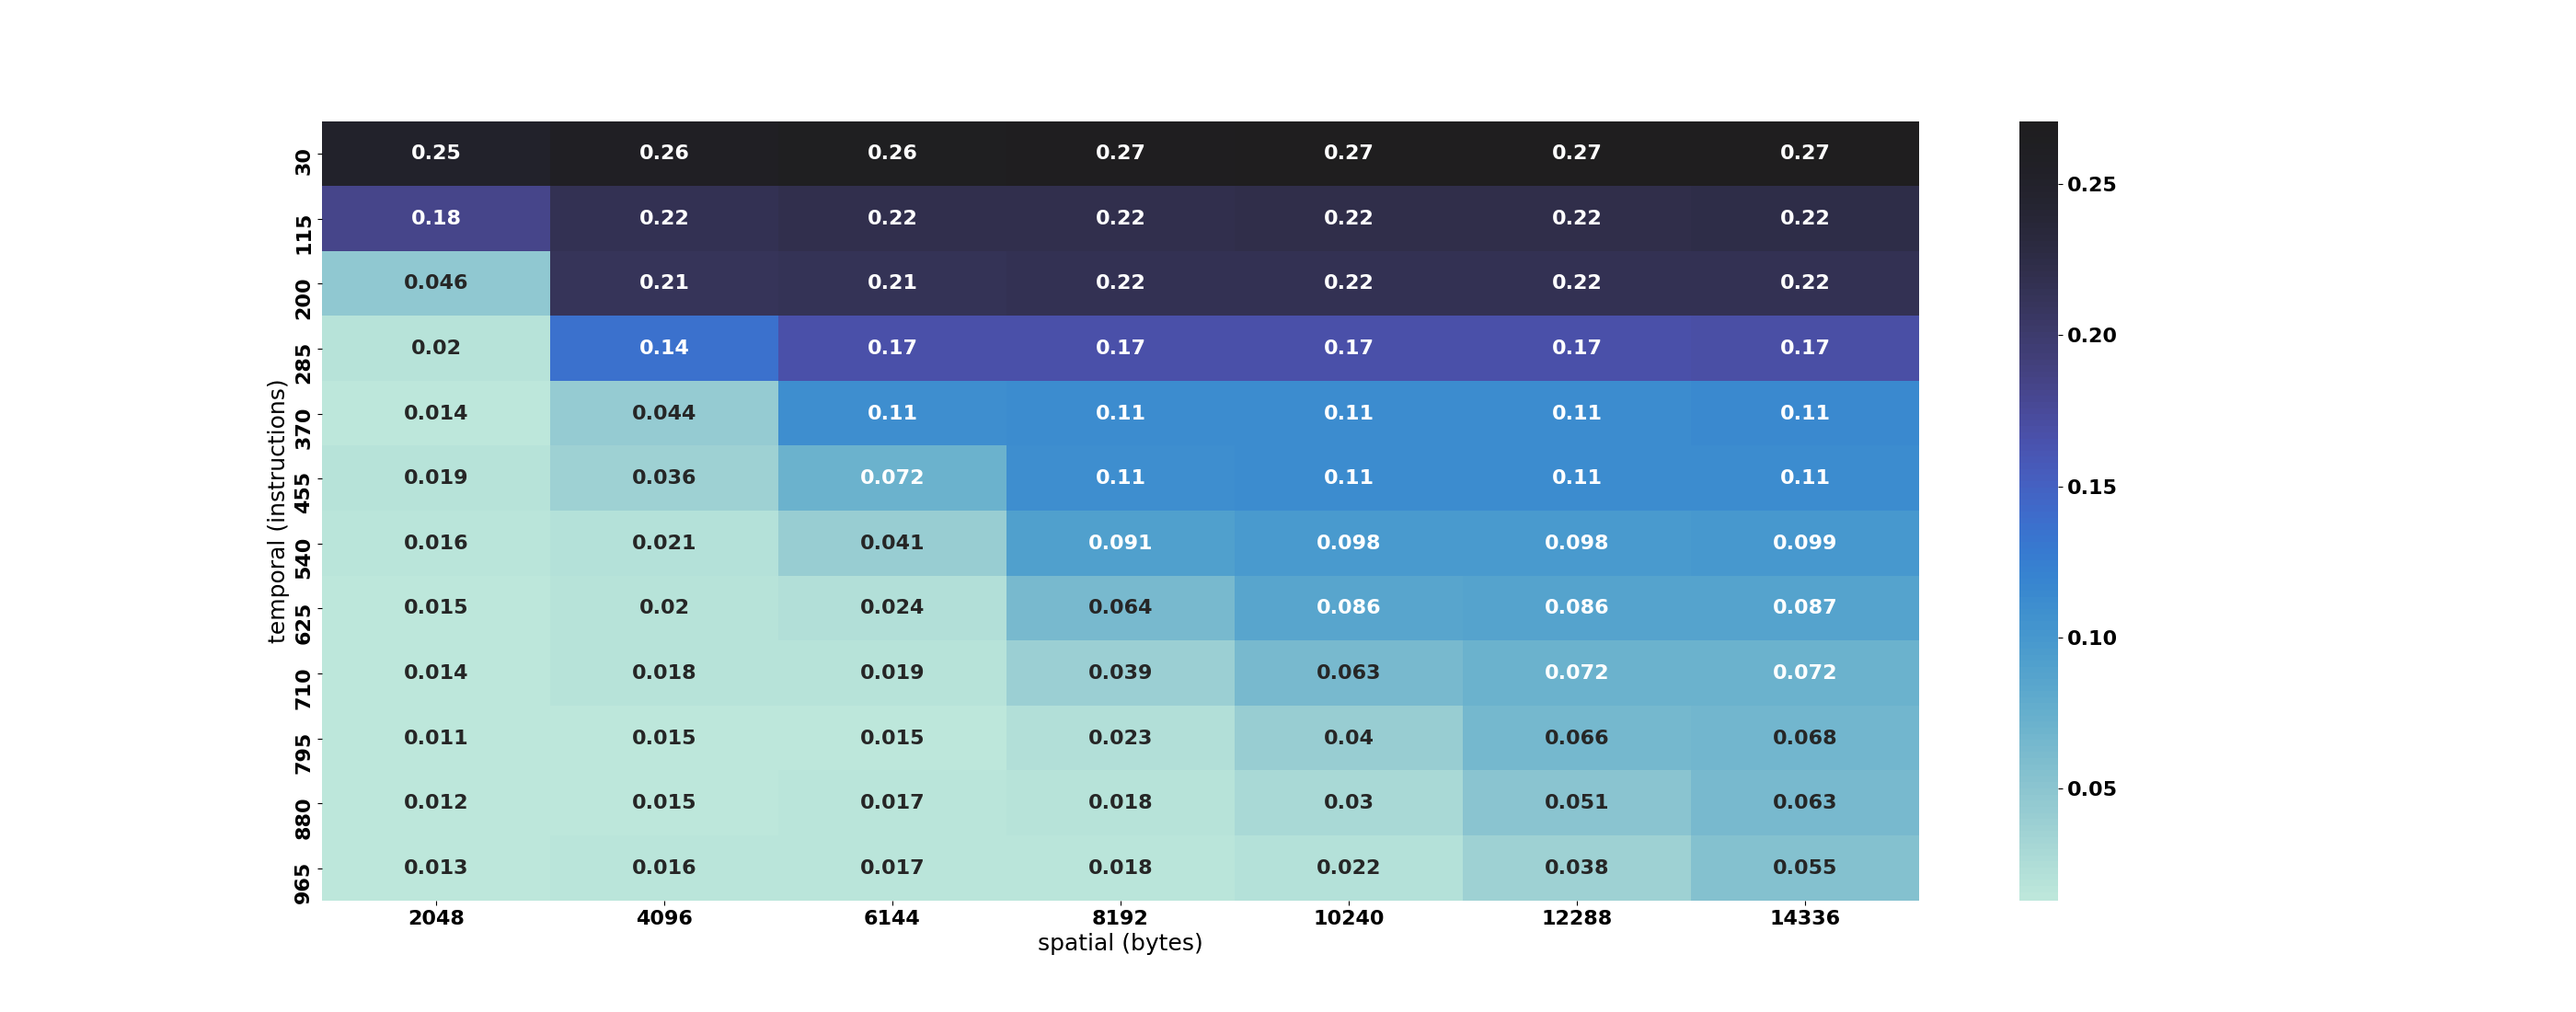 30 0.25 0.26 0.26 0.27 0.27 0.27 0.27
115 0.18 0.22 0.22 0.22 0.22 0.22 0.22
200 0.046 0.21 0.21 0.22 0.22 0.22 0.22
285 0.02 0.14 0.17 0.17 0.17 0.17 0.17
370 0.014 0.044 0.11 0.11 0.11 0.11 0.11
455 0.019 0.036 0.072 0.11 0.11 0.11 0.11
540 0.016 0.021 0.041 0.091 0.098 0.098 0.099
625 0.015 0.02 0.024 0.064 0.086 0.086 0.087
710 0.014 0.018 0.019 0.039 0.063 0.072 0.072
795 0.011 0.015 0.015 0.023 0.04 0.066 0.068
880 0.012 0.015 0.017 0.018 0.03 0.051 0.063
965 0.013 0.016 0.017 0.018 0.022 0.038 0.055
2048 4096 6144 8192 10240 12288 14336
spatial (bytes)
temporal (instructions)
0.25
0.20
0.15
0.10
0.05